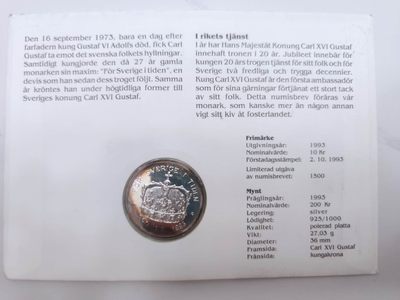 Den 16 september 1973, bara en dag efter
farfadern kung Gustaf VI Adolfs död, fick Carl
Gustaf ta emot det svenska folkets hyllningar.
Samtidigt kungjorde den då 27 år gamla
monarken sin maxim: "För Sverige i tiden", en
devis som han sedan dess troget följt. Samma
år kröntes han under högtidliga former till
Sveriges konung Carl XVI Gustaf.
I rikets tjänst
I år har Hans Majestät Konung Carl XVI Gustaf
innehaft tronen i 20 år. Jubileet innebär för
kungen 20 års trogen tjänst till sitt folk och för
Sverige två fredliga och trygga decennier.
Kung Carl XVI Gustaf är den första ambassadör
som för sina gärningar förtjänat ett stort tack
av sitt folk. Detta numisbrev föräras vår
monark, som kanske mer än någon annan
vigt sitt kiv åt fosterlandet.
Frimärke
Utgivningsår: 1993
Nominalvärde: 10 Kr
Förstadagsstämpel: 2. 10. 1993
Limiterad utgåva
av numisbrevet: 1500
Mynt
Präglingsår: 1993
Nominalvärde: 200 Kr
Legering: silver
Lödighet: 925/1000
Kvalitet: polerad platta
Vikt: 27,03 g
Diameter: 36 mm
Framsida: Carl XVI Gustaf
Frånsida: kungakrona
SVERIGE I TIDEN